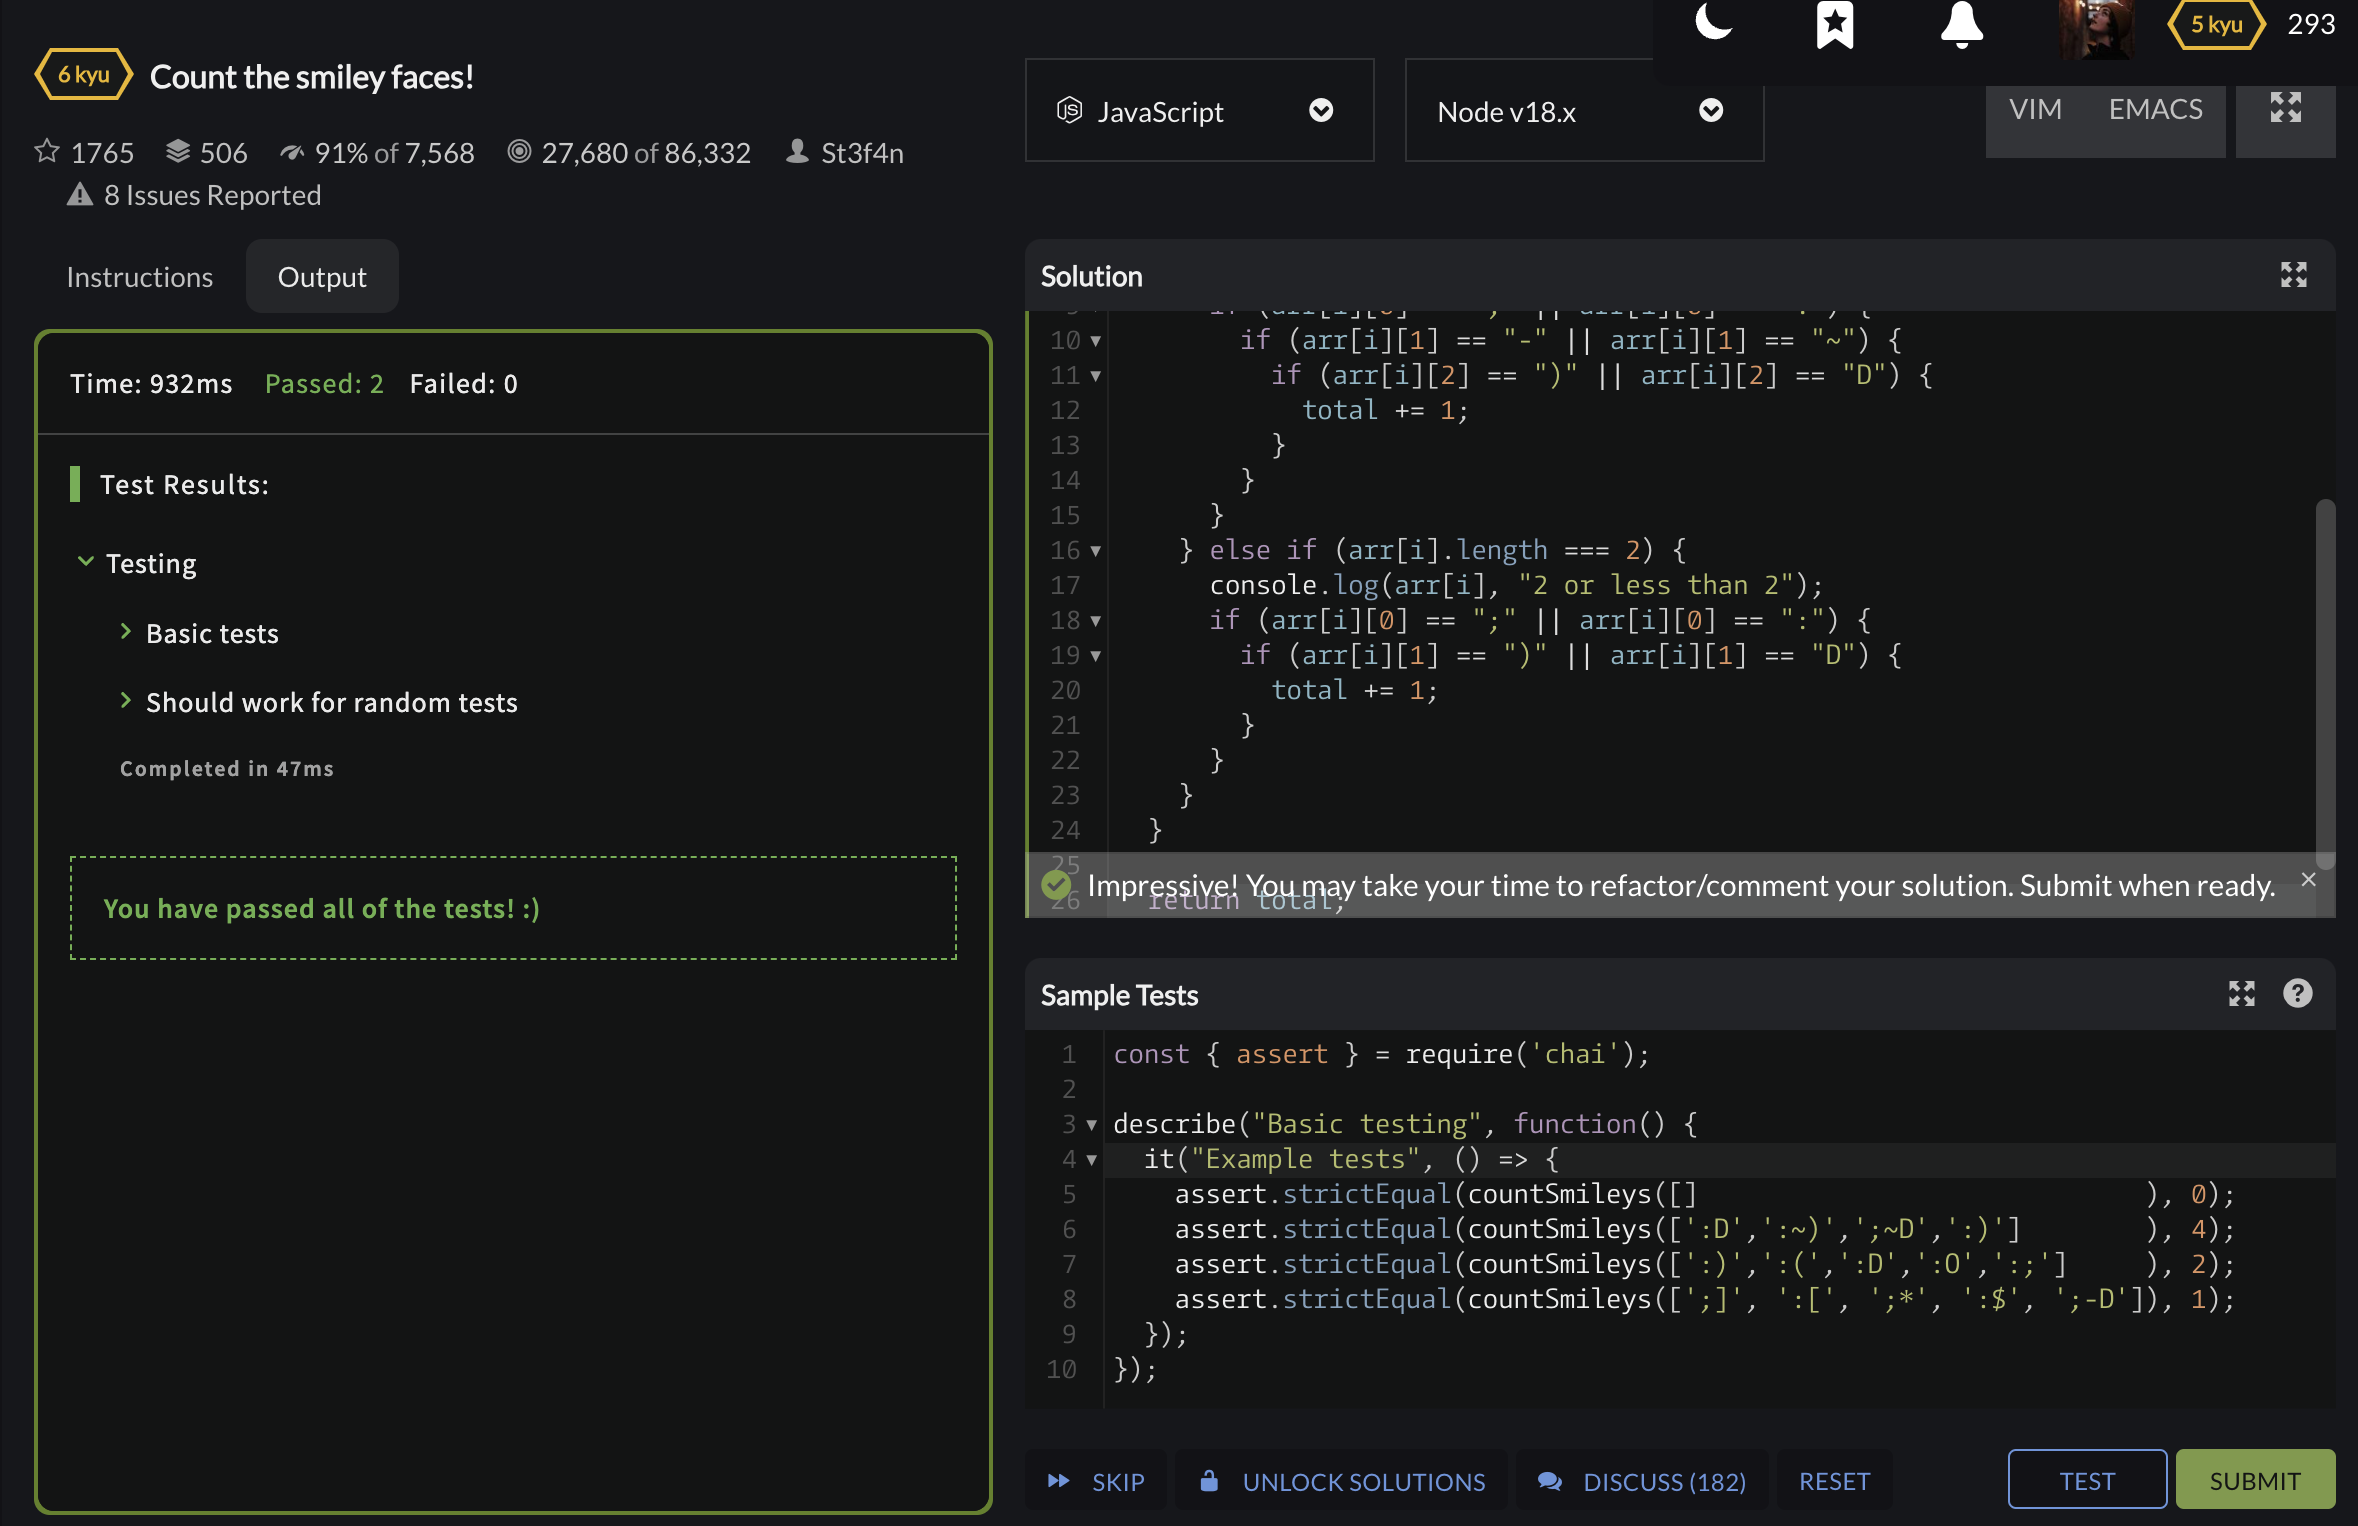 6 kyu Count the smiley faces!
1765 506 91% of 7,568 27,680 of 86,332 St3f4n
8 Issues Reported
Instructions Output
Time: 932ms Passed: 2 Failed: 0
Test Results:
Testing
Basic tests
Should work for random tests
Completed in 47ms
You have passed all of the tests! :)
5 kyu 293
JavaScript Node v18.x VIM EMACS
Solution
10 if (arr[i][1] == "-" || arr[i][1] == "~") {
11 if (arr[i][2] == ")" || arr[i][2] == "D") {
12 total += 1;
13 }
14 }
15 }
16 } else if (arr[i].length === 2) {
17 console.log(arr[i], "2 or less than 2");
18 if (arr[i][0] == ";" || arr[i][0] == ":") {
19 if (arr[i][1] == ")" || arr[i][1] == "D") {
20 total += 1;
21 }
22 }
23 }
24 }
25
Impressive! You may take your time to refactor/comment your solution. Submit when ready. ×
26 return total;
Sample Tests
1 const { assert } = require('chai');
2
3 describe("Basic testing", function() {
4 it("Example tests", () => {
5 assert.strictEqual(countSmileys([] ), 0);
6 assert.strictEqual(countSmileys([':D',':~)',';~D',':)'] ), 4);
7 assert.strictEqual(countSmileys([':)',':(',':D',':O',':;'] ), 2);
8 assert.strictEqual(countSmileys([';]', ':[', ';*', ':$', ';-D']), 1);
9 });
10 });
SKIP UNLOCK SOLUTIONS DISCUSS (182) RESET TEST SUBMIT